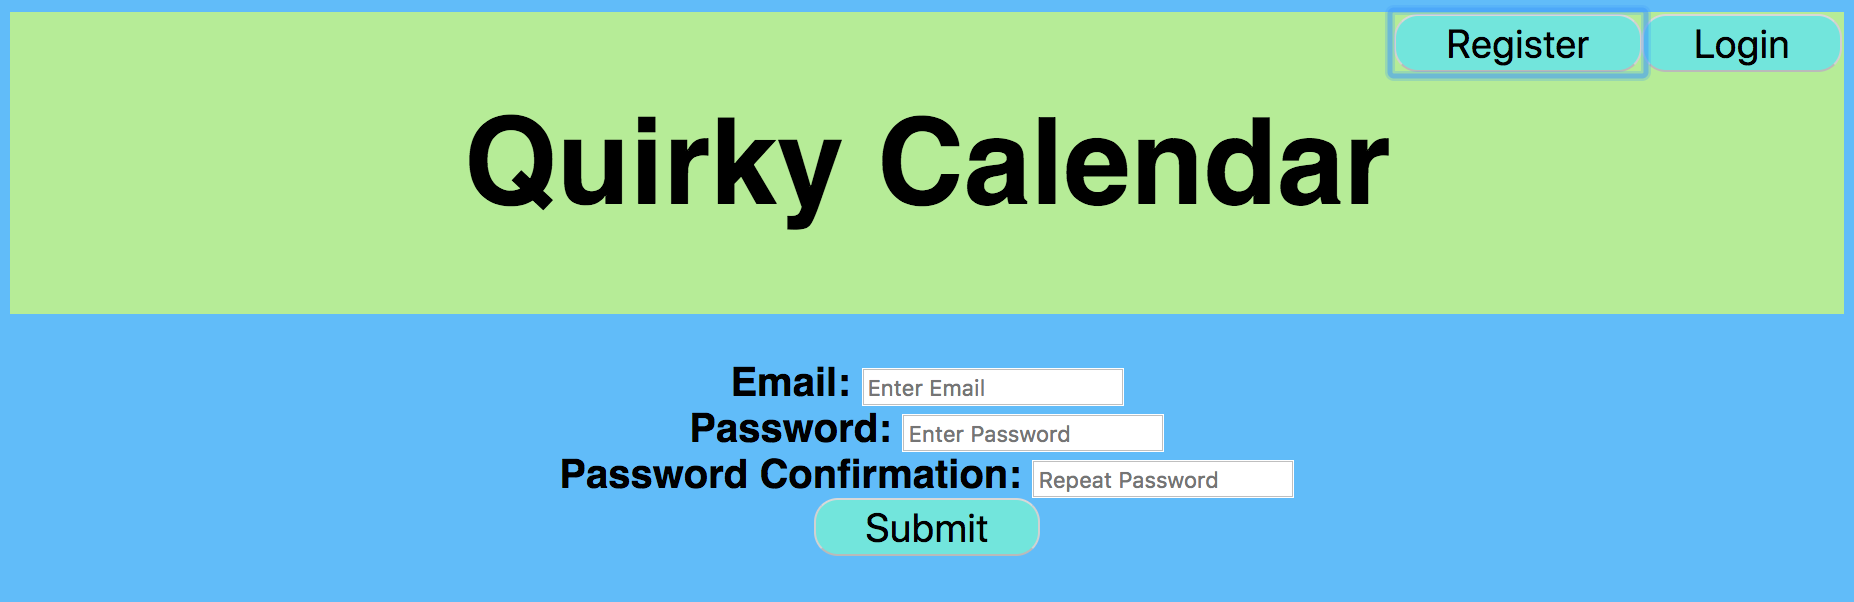 Register Login
Quirky Calendar
Email: Enter Email
Password: Enter Password
Password Confirmation: Repeat Password
Submit